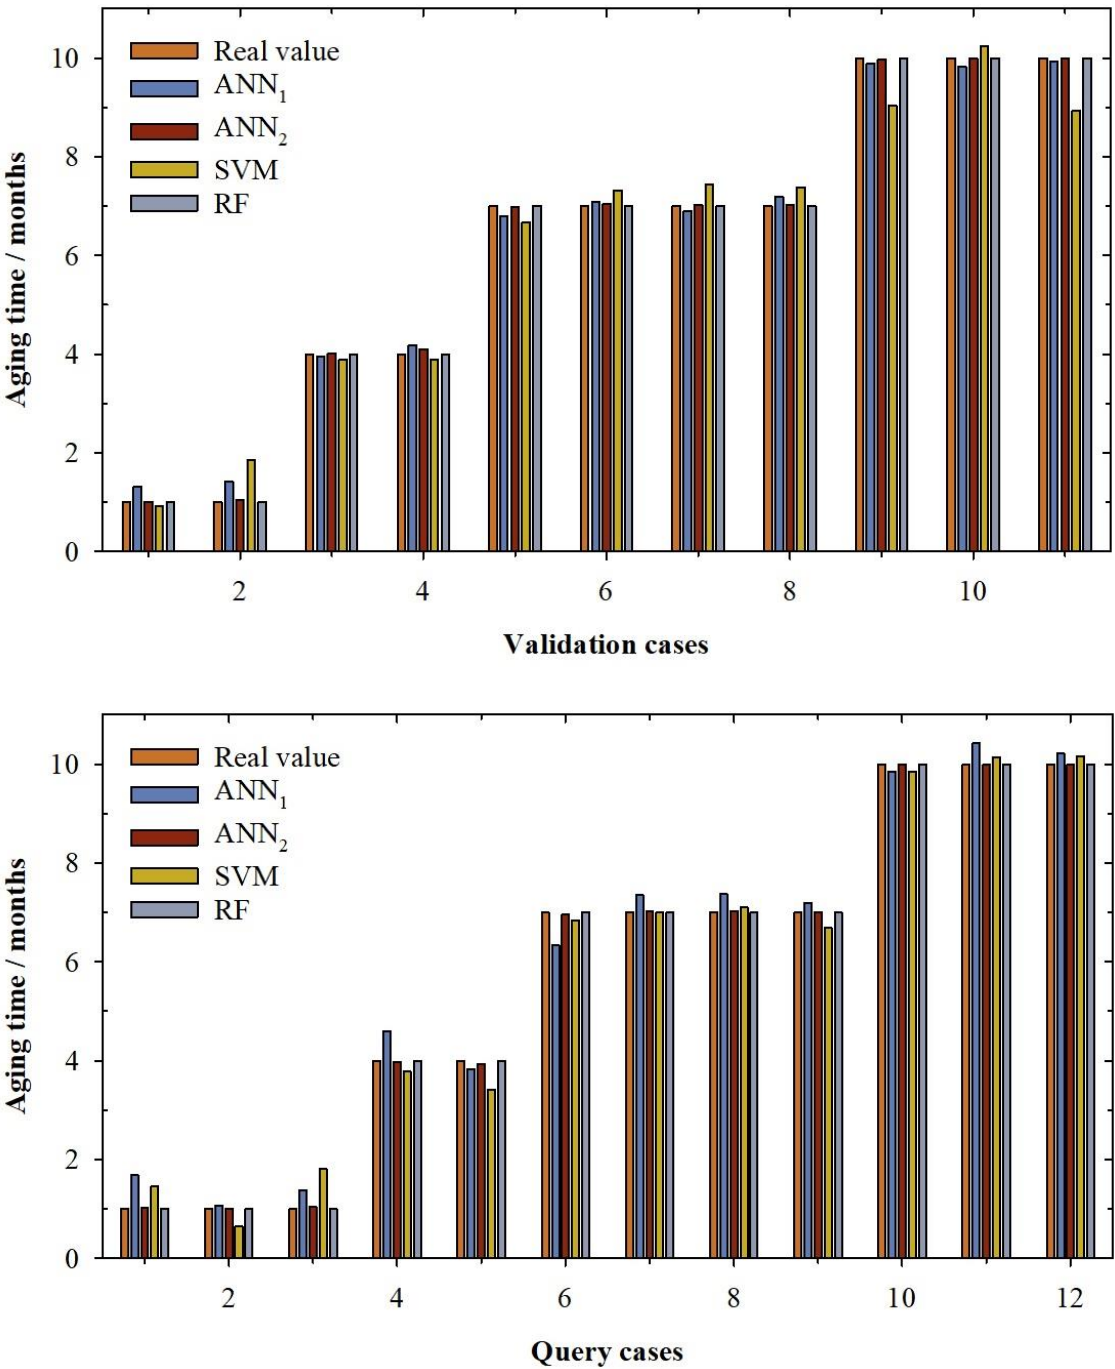 Real value
ANN1
ANN2
SVM
RF
10
8
6
4
2
0
Aging time / months
2 4 6 8 10
Validation cases
Real value
ANN1
ANN2
SVM
RF
10
8
6
4
2
0
Aging time / months
2 4 6 8 10 12
Query cases